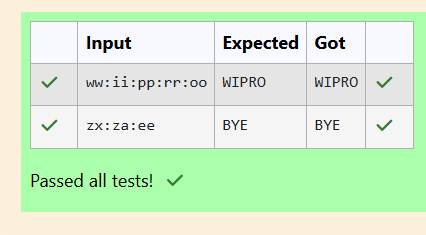 Input Expected Got
ww:ii:pp:rr:oo WIPRO WIPRO
zx:za:ee BYE BYE
Passed all tests!